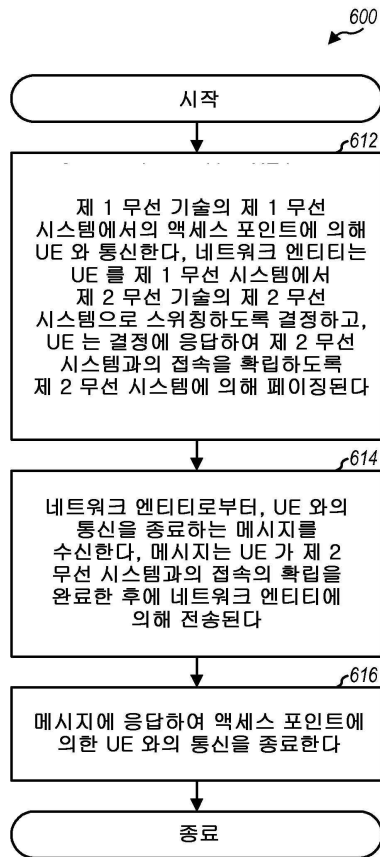 600
시작
612
제 1 무선 기술의 제 1 무선
시스템에서의 액세스 포인트에 의해
UE 와 통신한다, 네트워크 엔티티는
UE 를 제 1 무선 시스템에서
제 2 무선 기술의 제 2 무선
시스템으로 스위칭하도록 결정하고,
UE 는 결정에 응답하여 제 2 무선
시스템과의 접속을 확립하도록
제 2 무선 시스템에 의해 페이징된다
614
네트워크 엔티티로부터, UE 와의
통신을 종료하는 메시지를
수신한다, 메시지는 UE 가 제 2
무선 시스템과의 접속의 확립을
완료한 후에 네트워크 엔티티에
의해 전송된다
616
메시지에 응답하여 액세스 포인트에
의한 UE 와의 통신을 종료한다
종료